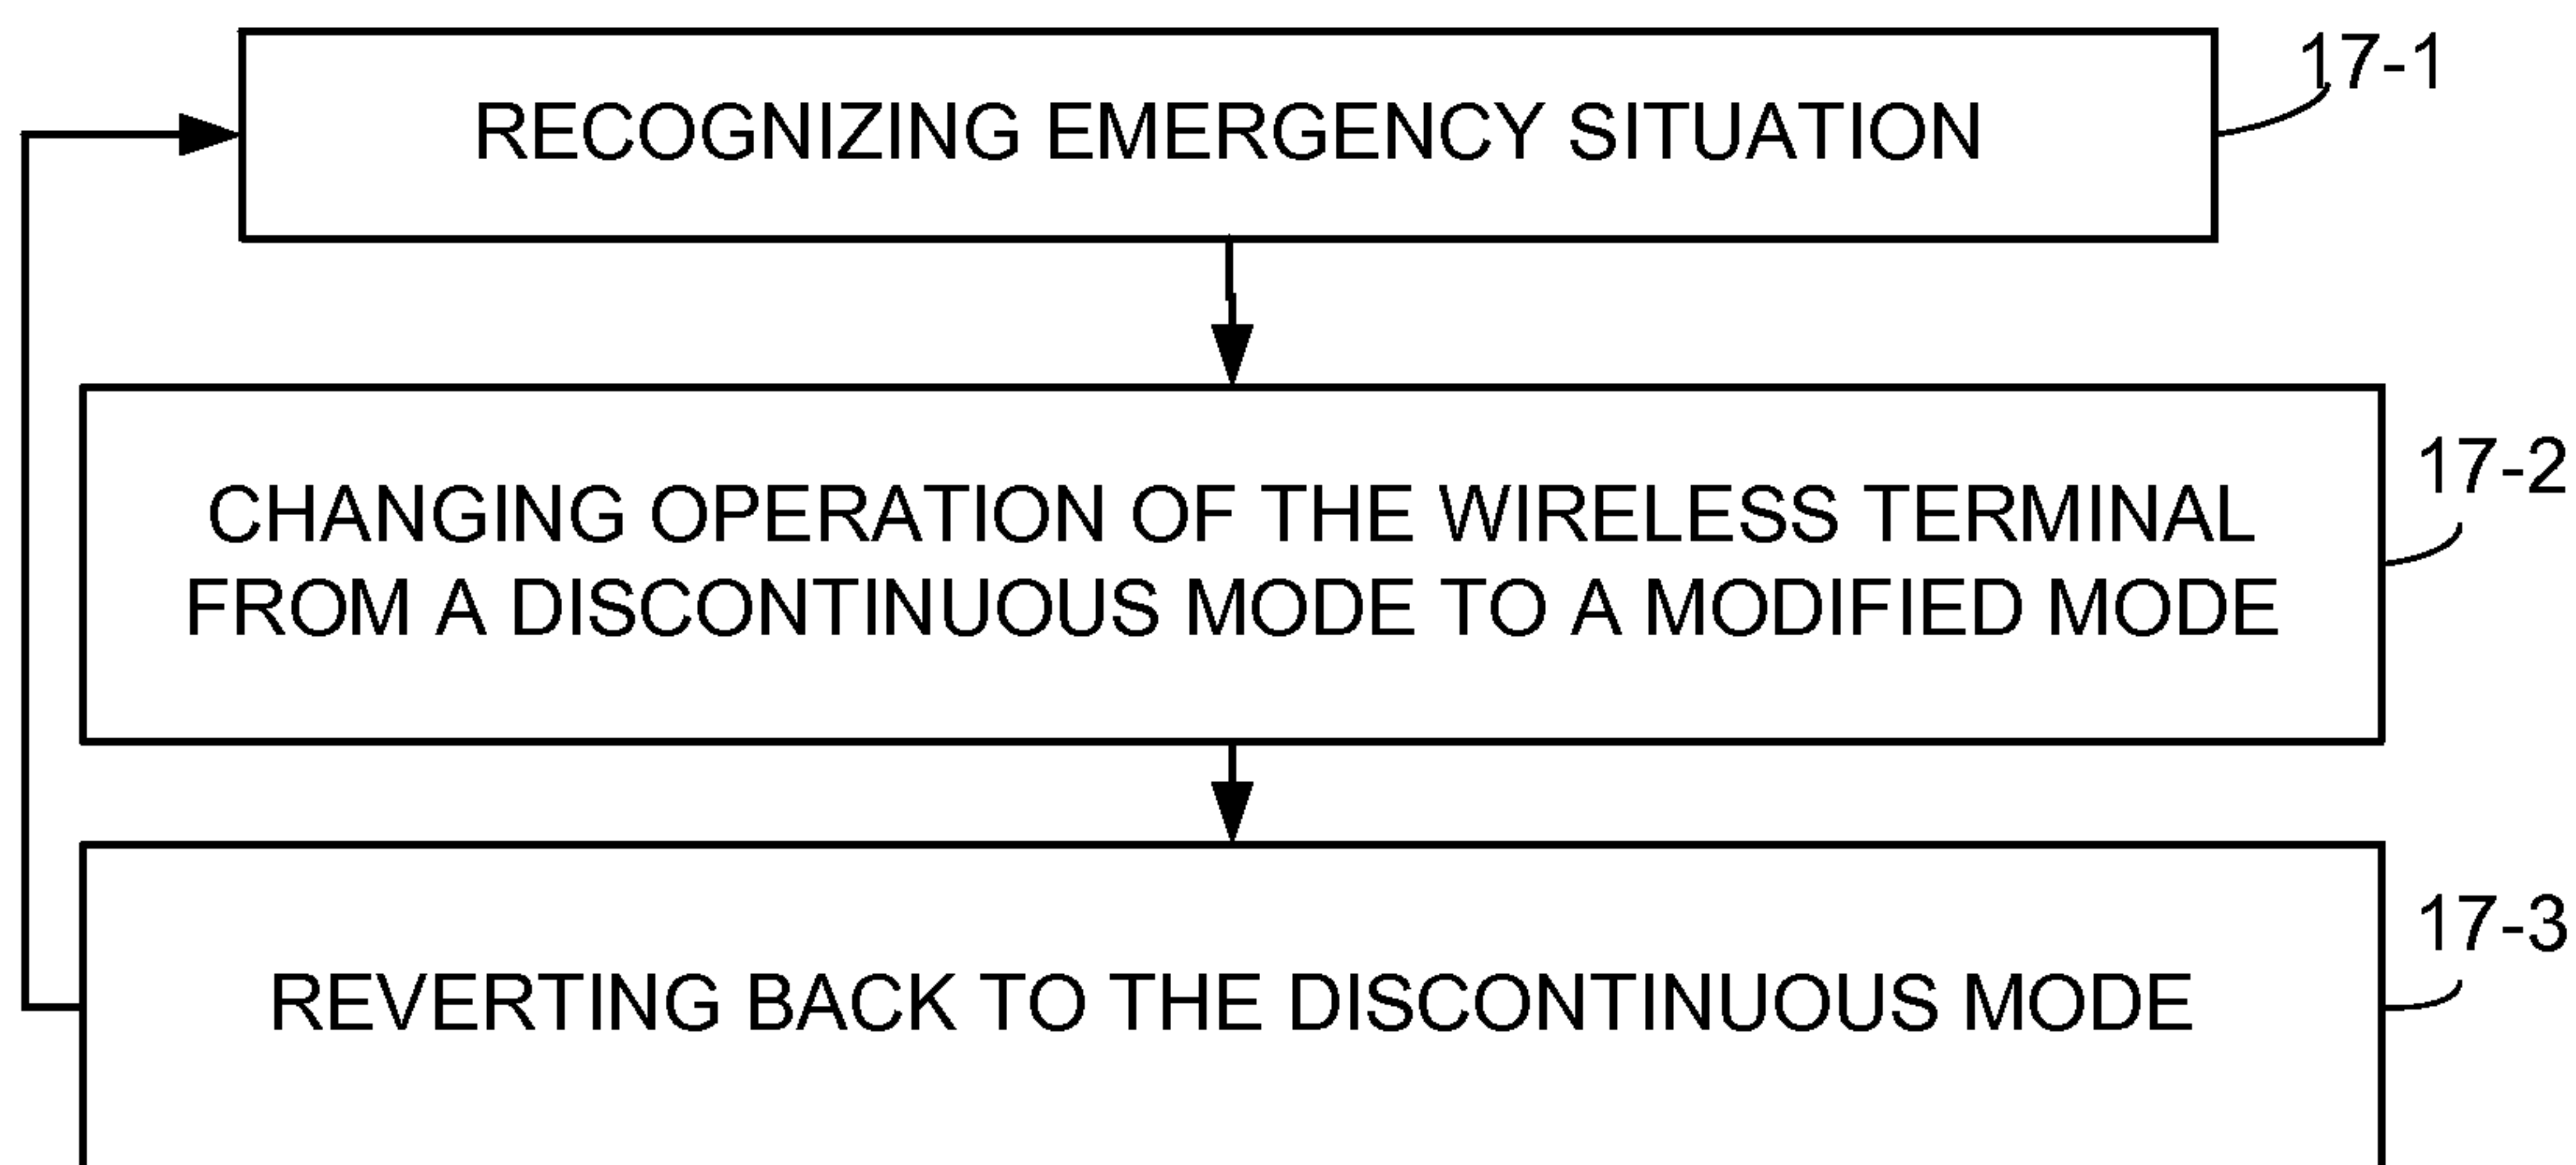 17-1
RECOGNIZING EMERGENCY SITUATION
17-2
CHANGING OPERATION OF THE WIRELESS TERMINAL
FROM A DISCONTINUOUS MODE TO A MODIFIED MODE
17-3
REVERTING BACK TO THE DISCONTINUOUS MODE